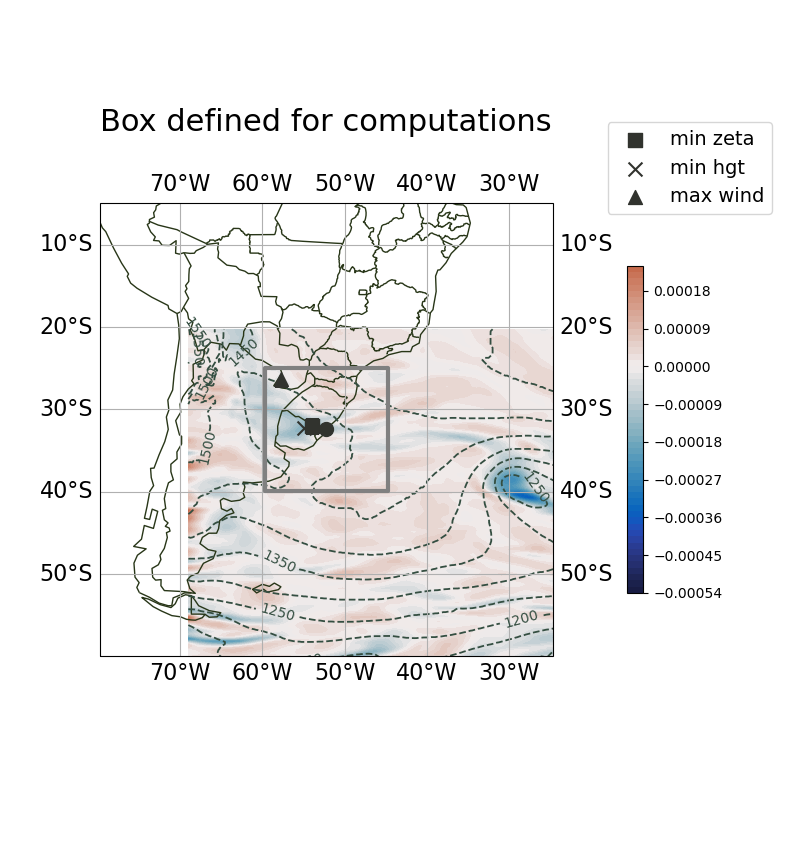 Box defined for computations
min zeta
min hgt
max wind
70°W 60°W 50°W 40°W 30°W
10°S 10°S
20°S 20°S
30°S 30°S
40°S 40°S
50°S 50°S
1450
1500
1500
1250
1350
1250
1200
70°W 60°W 50°W 40°W 30°W
0.00018
0.00009
0.00000
−0.00009
−0.00018
−0.00027
−0.00036
−0.00045
−0.00054